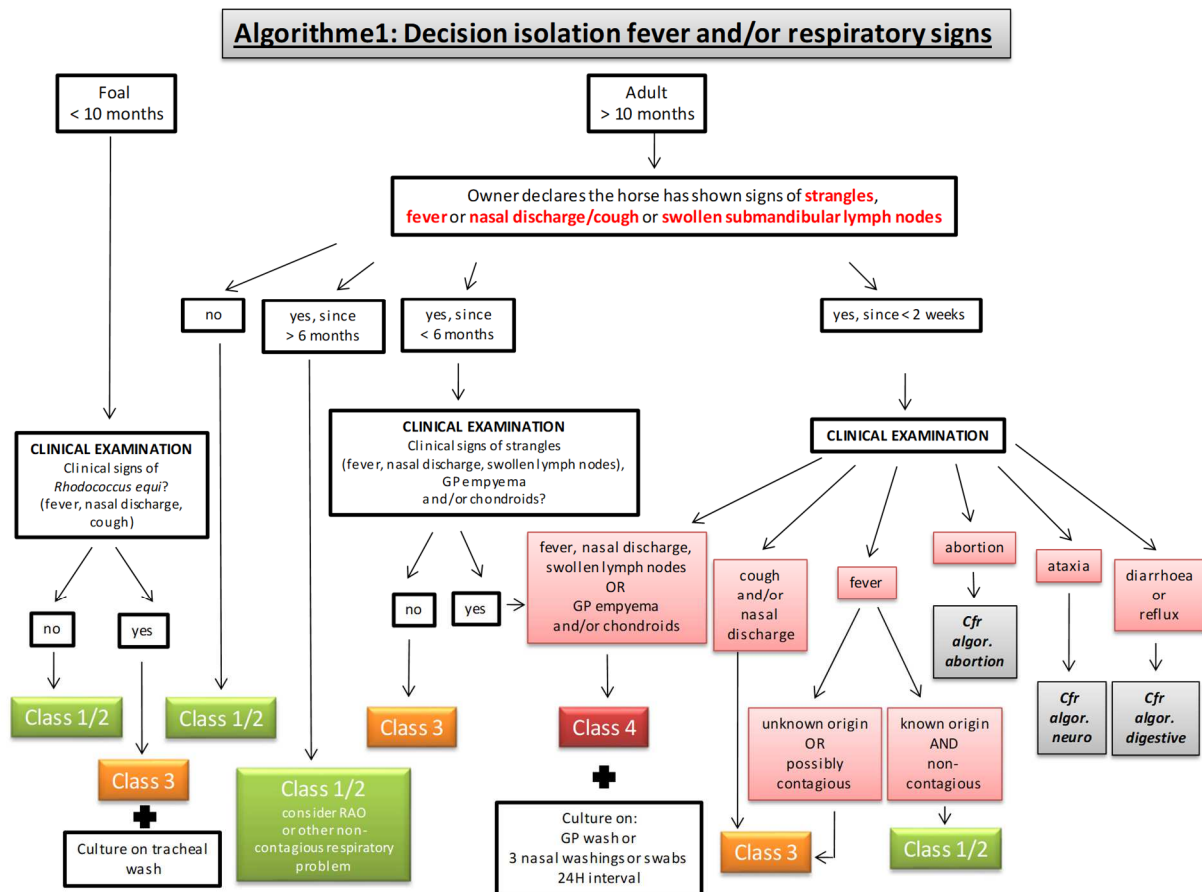 Algorithme1: Decision isolation fever and/or respiratory signs
Foal
< 10 months
Adult
> 10 months
Owner declares the horse has shown signs of strangles,
fever or nasal discharge/cough or swollen submandibular lymph nodes
no
yes, since
> 6 months
yes, since
< 6 months
yes, since < 2 weeks
CLINICAL EXAMINATION
Clinical signs of
Rhodococcus equi?
(fever, nasal discharge,
cough)
CLINICAL EXAMINATION
Clinical signs of strangles
(fever, nasal discharge, swollen lymph nodes),
GP empyema
and/or chondroids?
CLINICAL EXAMINATION
no
yes
no
yes
fever, nasal discharge,
swollen lymph nodes
OR
GP empyema
and/or chondroids
cough
and/or
nasal
discharge
fever
abortion
ataxia
diarrhoea
or
reflux
Cfr
algor.
abortion
Cfr
algor.
neuro
Cfr
algor.
digestive
Class 1/2
Class 1/2
Class 3
Class 4
unknown origin
OR
possibly
contagious
known origin
AND
non-
contagious
Class 3
Culture on tracheal
wash
Class 1/2
consider RAO
or other non-
contagious respiratory
problem
Culture on:
GP wash or
3 nasal washings or swabs
24H interval
Class 3
Class 1/2